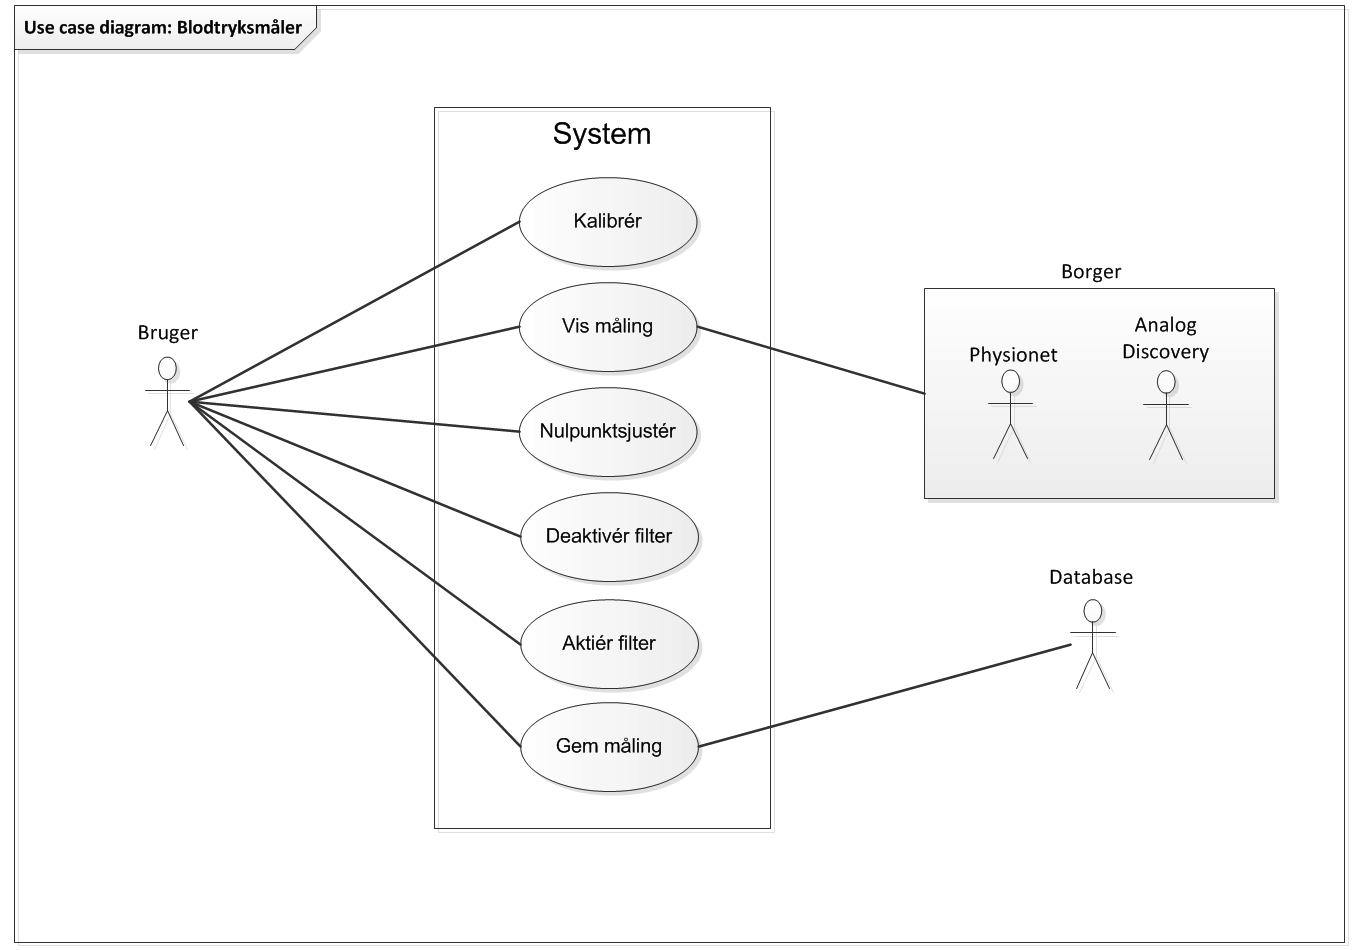 Use case diagram: Blodtryksmåler
System
Kalibrér
Vis måling
Nulpunktsjustér
Deaktivér filter
Aktiér filter
Gem måling
Bruger
Borger
Physionet
Analog
Discovery
Database